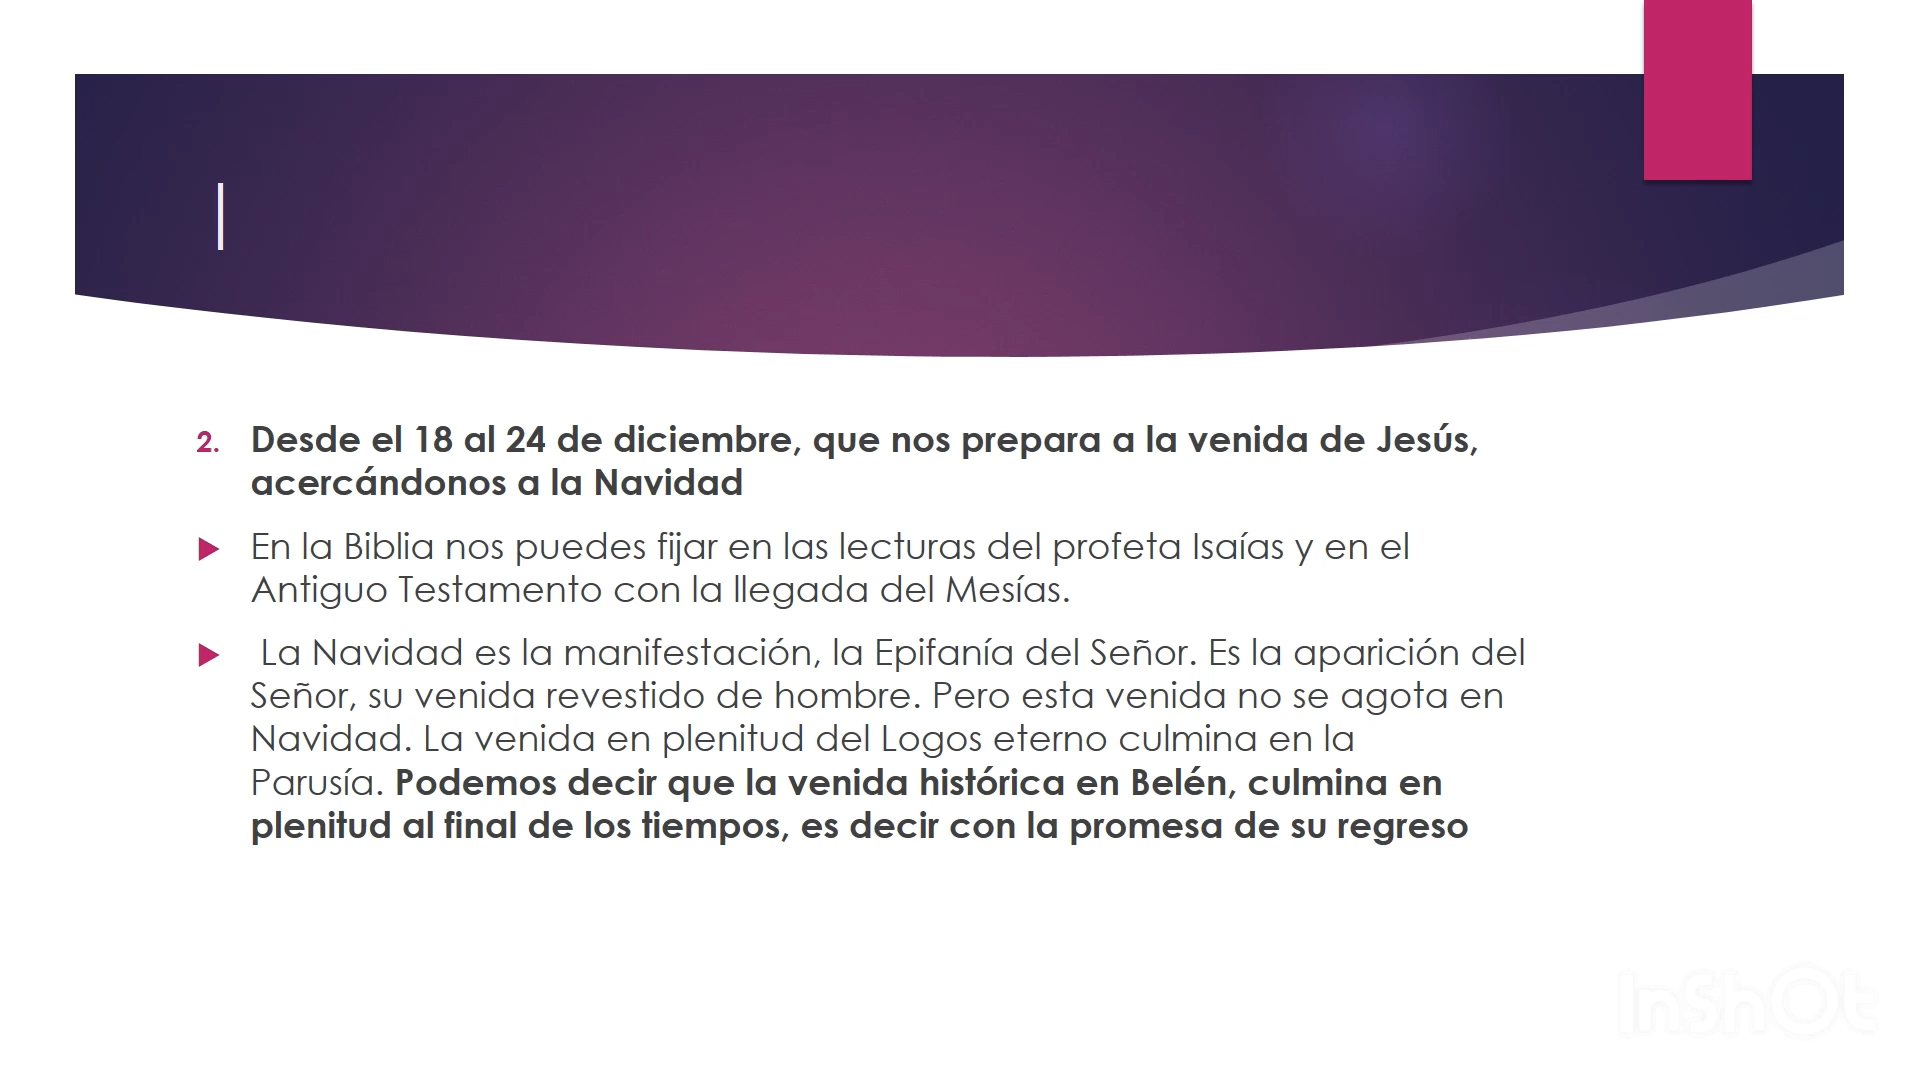 2. Desde el 18 al 24 de diciembre, que nos prepara a la venida de Jesús,
acercándonos a la Navidad
En la Biblia nos puedes fijar en las lecturas del profeta Isaías y en el
Antiguo Testamento con la llegada del Mesías.
La Navidad es la manifestación, la Epifanía del Señor. Es la aparición del
Señor, su venida revestido de hombre. Pero esta venida no se agota en
Navidad. La venida en plenitud del Logos eterno culmina en la
Parusía. Podemos decir que la venida histórica en Belén, culmina en
plenitud al final de los tiempos, es decir con la promesa de su regreso
InShOt